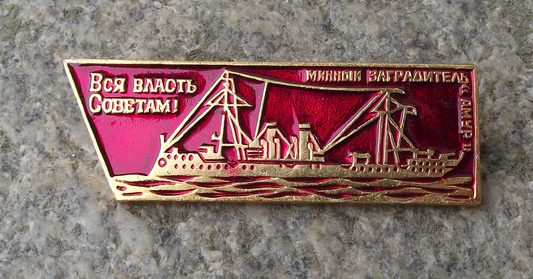 Вся власть
Советам!
минный заградитель
"Амур"